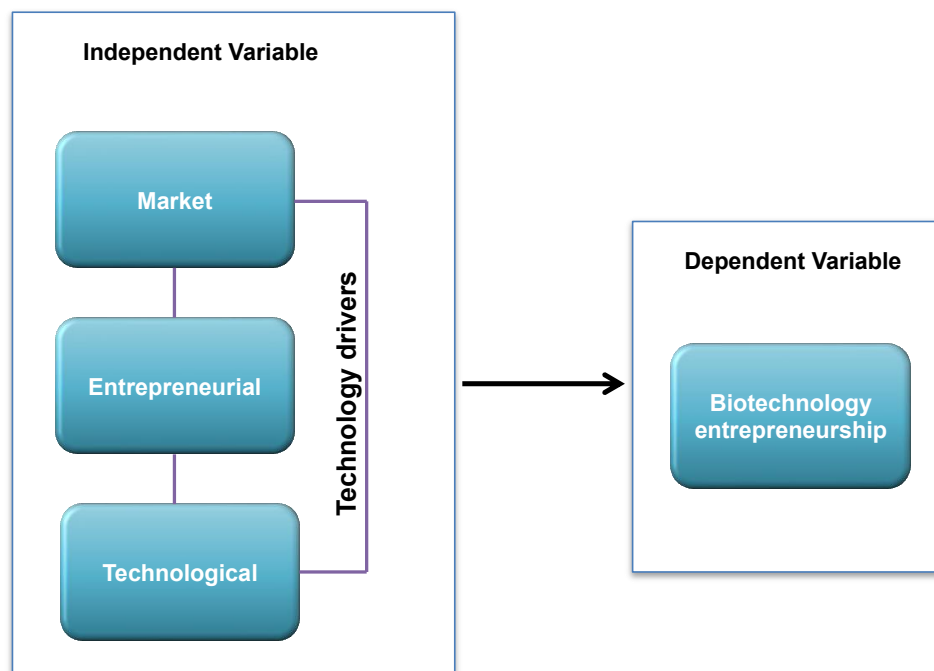 Independent Variable
Market
Entrepreneurial
Technological
Technology drivers
Dependent Variable
Biotechnology
entrepreneurship